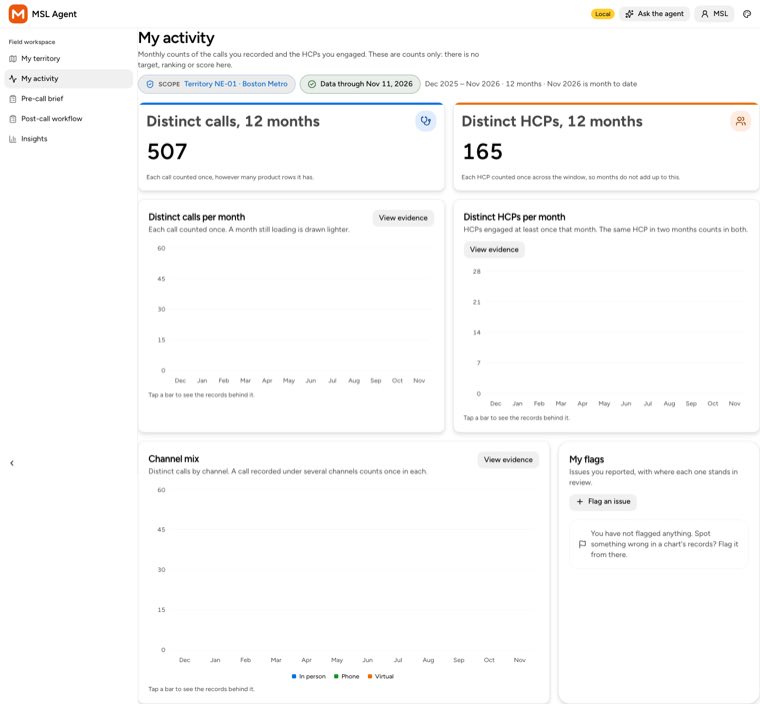 MSL Agent
Local
Ask the agent
MSL
Field workspace
My territory
My activity
Pre-call brief
Post-call workflow
Insights
My activity
Monthly counts of the calls you recorded and the HCPs you engaged. These are counts only: there is no
target, ranking or score here.
SCOPE Territory NE-01 · Boston Metro
Data through Nov 11, 2026
Dec 2025 – Nov 2026 · 12 months · Nov 2026 is month to date
Distinct calls, 12 months
507
Each call counted once, however many product rows it has.
Distinct HCPs, 12 months
165
Each HCP counted once across the window, so months do not add up to this.
Distinct calls per month
View evidence
Each call counted once. A month still loading is drawn lighter.
60
45
30
15
0
Dec Jan Feb Mar Apr May Jun Jul Aug Sep Oct Nov
Tap a bar to see the records behind it.
Distinct HCPs per month
HCPs engaged at least once that month. The same HCP in two months counts in both.
View evidence
28
21
14
7
0
Dec Jan Feb Mar Apr May Jun Jul Aug Sep Oct Nov
Tap a bar to see the records behind it.
Channel mix
View evidence
Distinct calls by channel. A call recorded under several channels counts once in each.
60
45
30
15
0
Dec Jan Feb Mar Apr May Jun Jul Aug Sep Oct Nov
In person Phone Virtual
Tap a bar to see the records behind it.
My flags
Issues you reported, with where each one stands in
review.
Flag an issue
You have not flagged anything. Spot
something wrong in a chart's records? Flag it
from there.